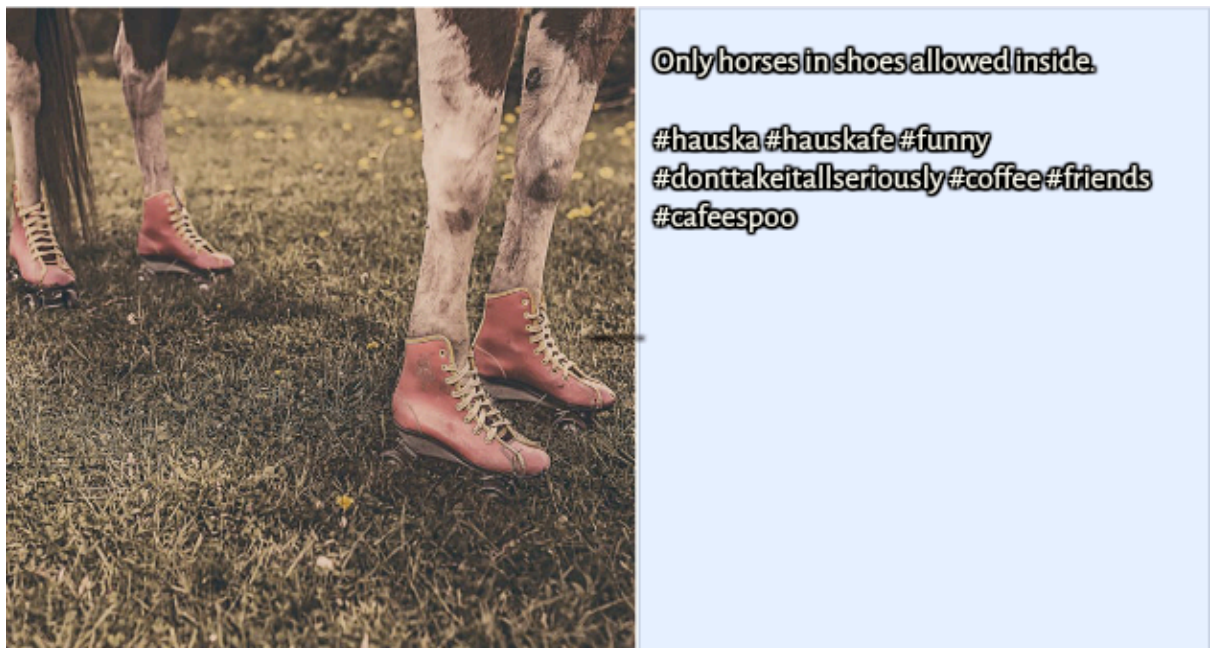 Only horses in shoes allowed inside.
#hauska #hauskafe #funny
#donttakeitallseriously #coffee #friends
#cafeespoo